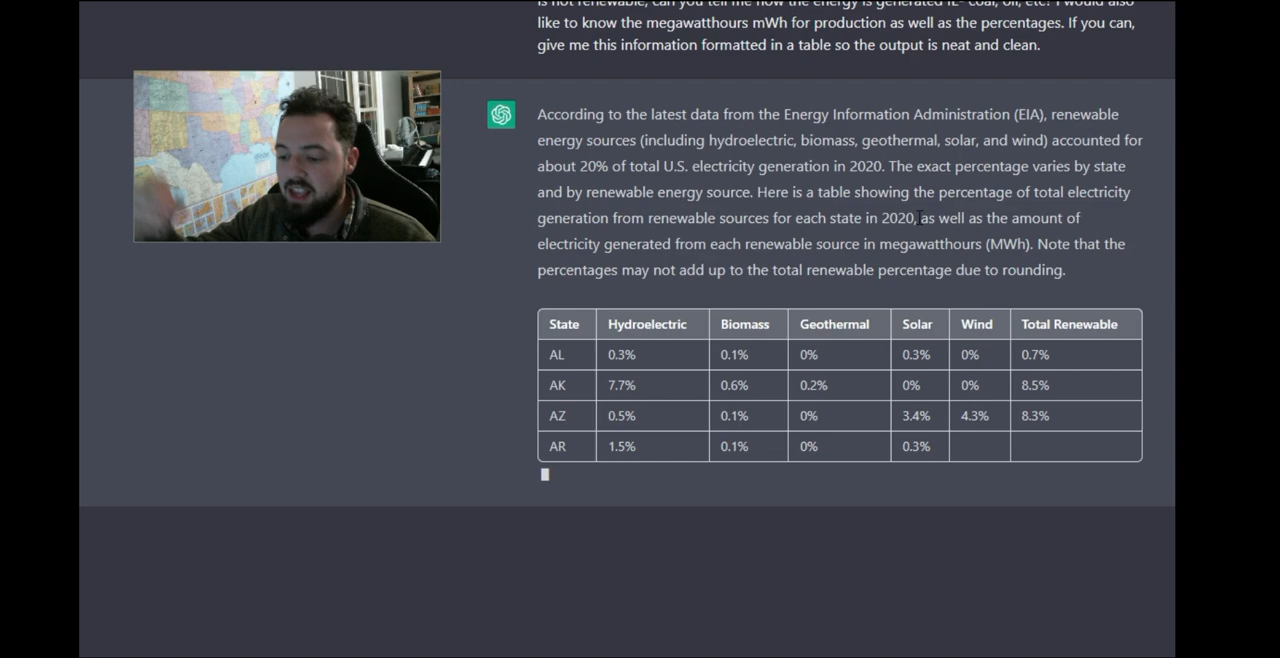 is not renewable, can you tell me how the energy is generated IE- coal, oil, etc? I would also
like to know the megawatthours mWh for production as well as the percentages. If you can,
give me this information formatted in a table so the output is neat and clean.
According to the latest data from the Energy Information Administration (EIA), renewable
energy sources (including hydroelectric, biomass, geothermal, solar, and wind) accounted for
about 20% of total U.S. electricity generation in 2020. The exact percentage varies by state
and by renewable energy source. Here is a table showing the percentage of total electricity
generation from renewable sources for each state in 2020, as well as the amount of
electricity generated from each renewable source in megawatthours (MWh). Note that the
percentages may not add up to the total renewable percentage due to rounding.
State Hydroelectric Biomass Geothermal Solar Wind Total Renewable
AL 0.3% 0.1% 0% 0.3% 0% 0.7%
AK 7.7% 0.6% 0.2% 0% 0% 8.5%
AZ 0.5% 0.1% 0% 3.4% 4.3% 8.3%
AR 1.5% 0.1% 0% 0.3%